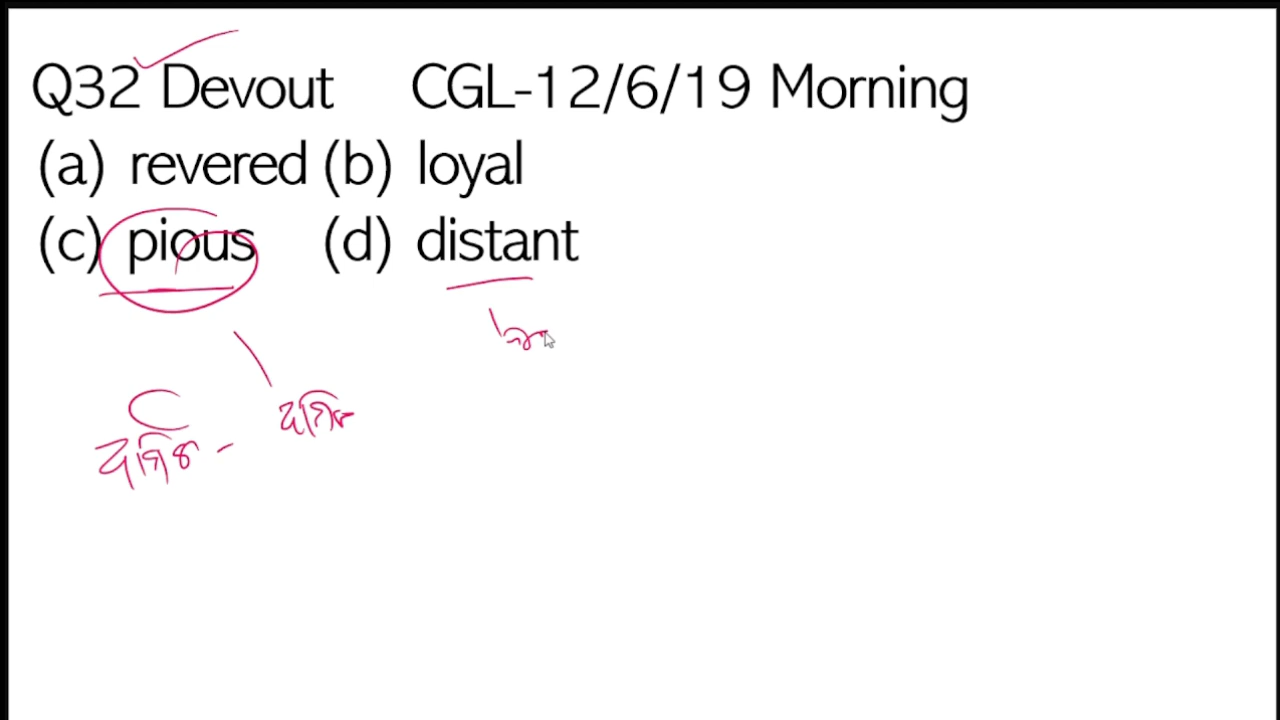 Q32 Devout CGL-12/6/19 Morning
(a) revered (b) loyal
(c) pious (d) distant